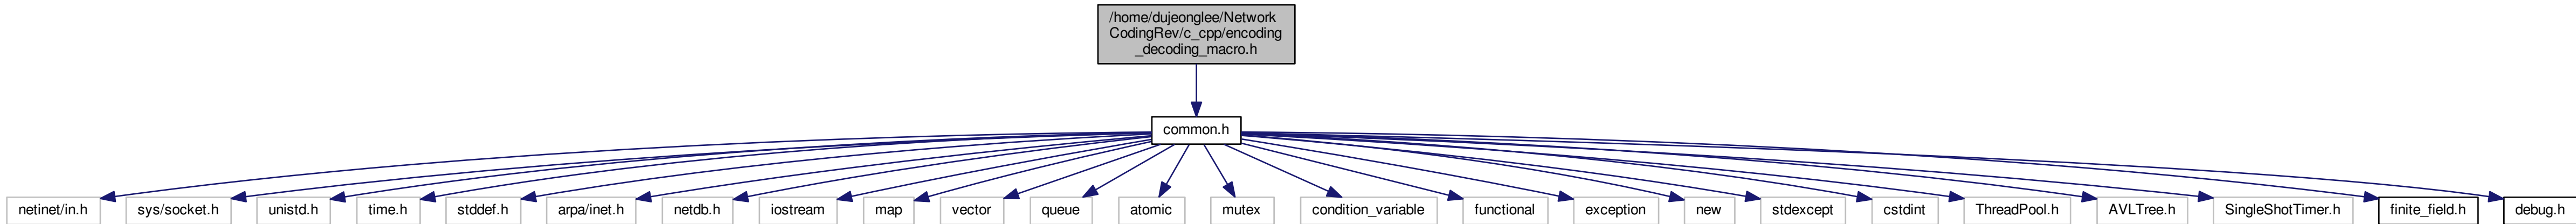 /home/dujeonglee/Network
CodingRev/c_cpp/encoding
_decoding_macro.h
common.h
netinet/in.h
sys/socket.h
unistd.h
time.h
stddef.h
arpa/inet.h
netdb.h
iostream
map
vector
queue
atomic
mutex
condition_variable
functional
exception
new
stdexcept
cstdint
ThreadPool.h
AVLTree.h
SingleShotTimer.h
finite_field.h
debug.h